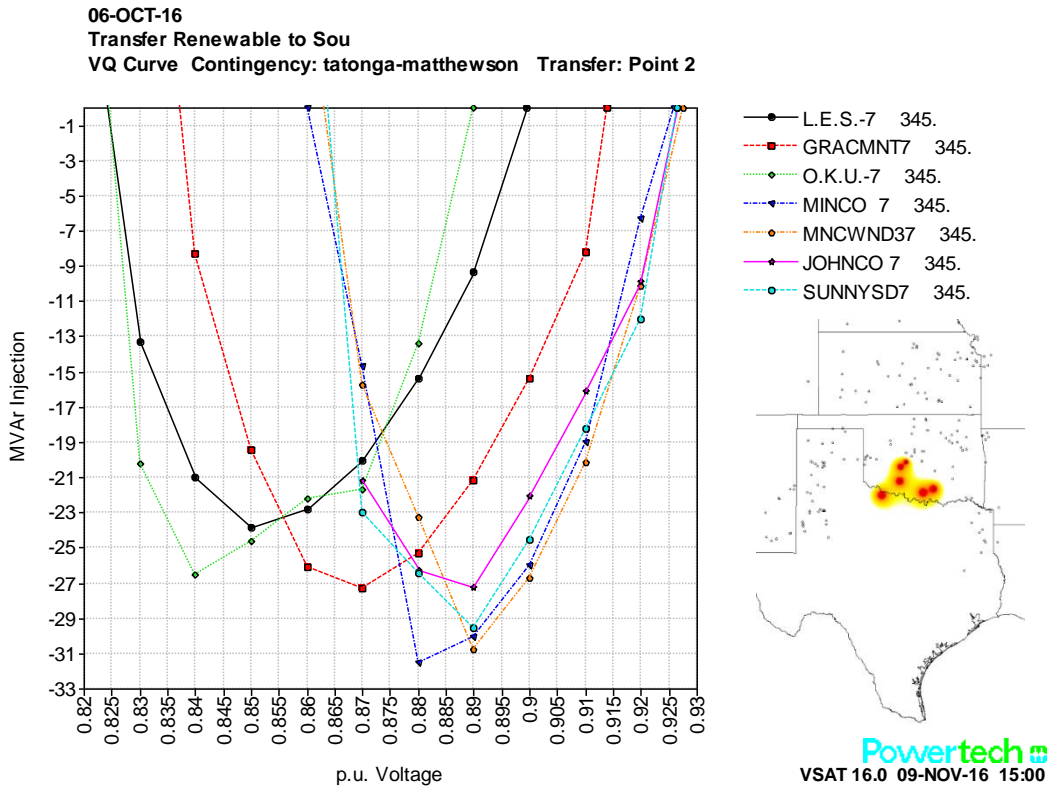 06-OCT-16
Transfer Renewable to Sou
VQ Curve Contingency: tatonga-matthewson Transfer: Point 2
MVAr Injection
-1
-3
-5
-7
-9
-11
-13
-15
-17
-19
-21
-23
-25
-27
-29
-31
-33
0.82
0.825
0.83
0.835
0.84
0.845
0.85
0.855
0.86
0.865
0.87
0.875
0.88
0.885
0.89
0.895
0.9
0.905
0.91
0.915
0.92
0.925
0.93
p.u. Voltage
L.E.S.-7 345.
GRACMNT7 345.
O.K.U.-7 345.
MINCO 7 345.
MNCWND37 345.
JOHNCO 7 345.
SUNNYSD7 345.
Powertech
VSAT 16.0 09-NOV-16 15:00